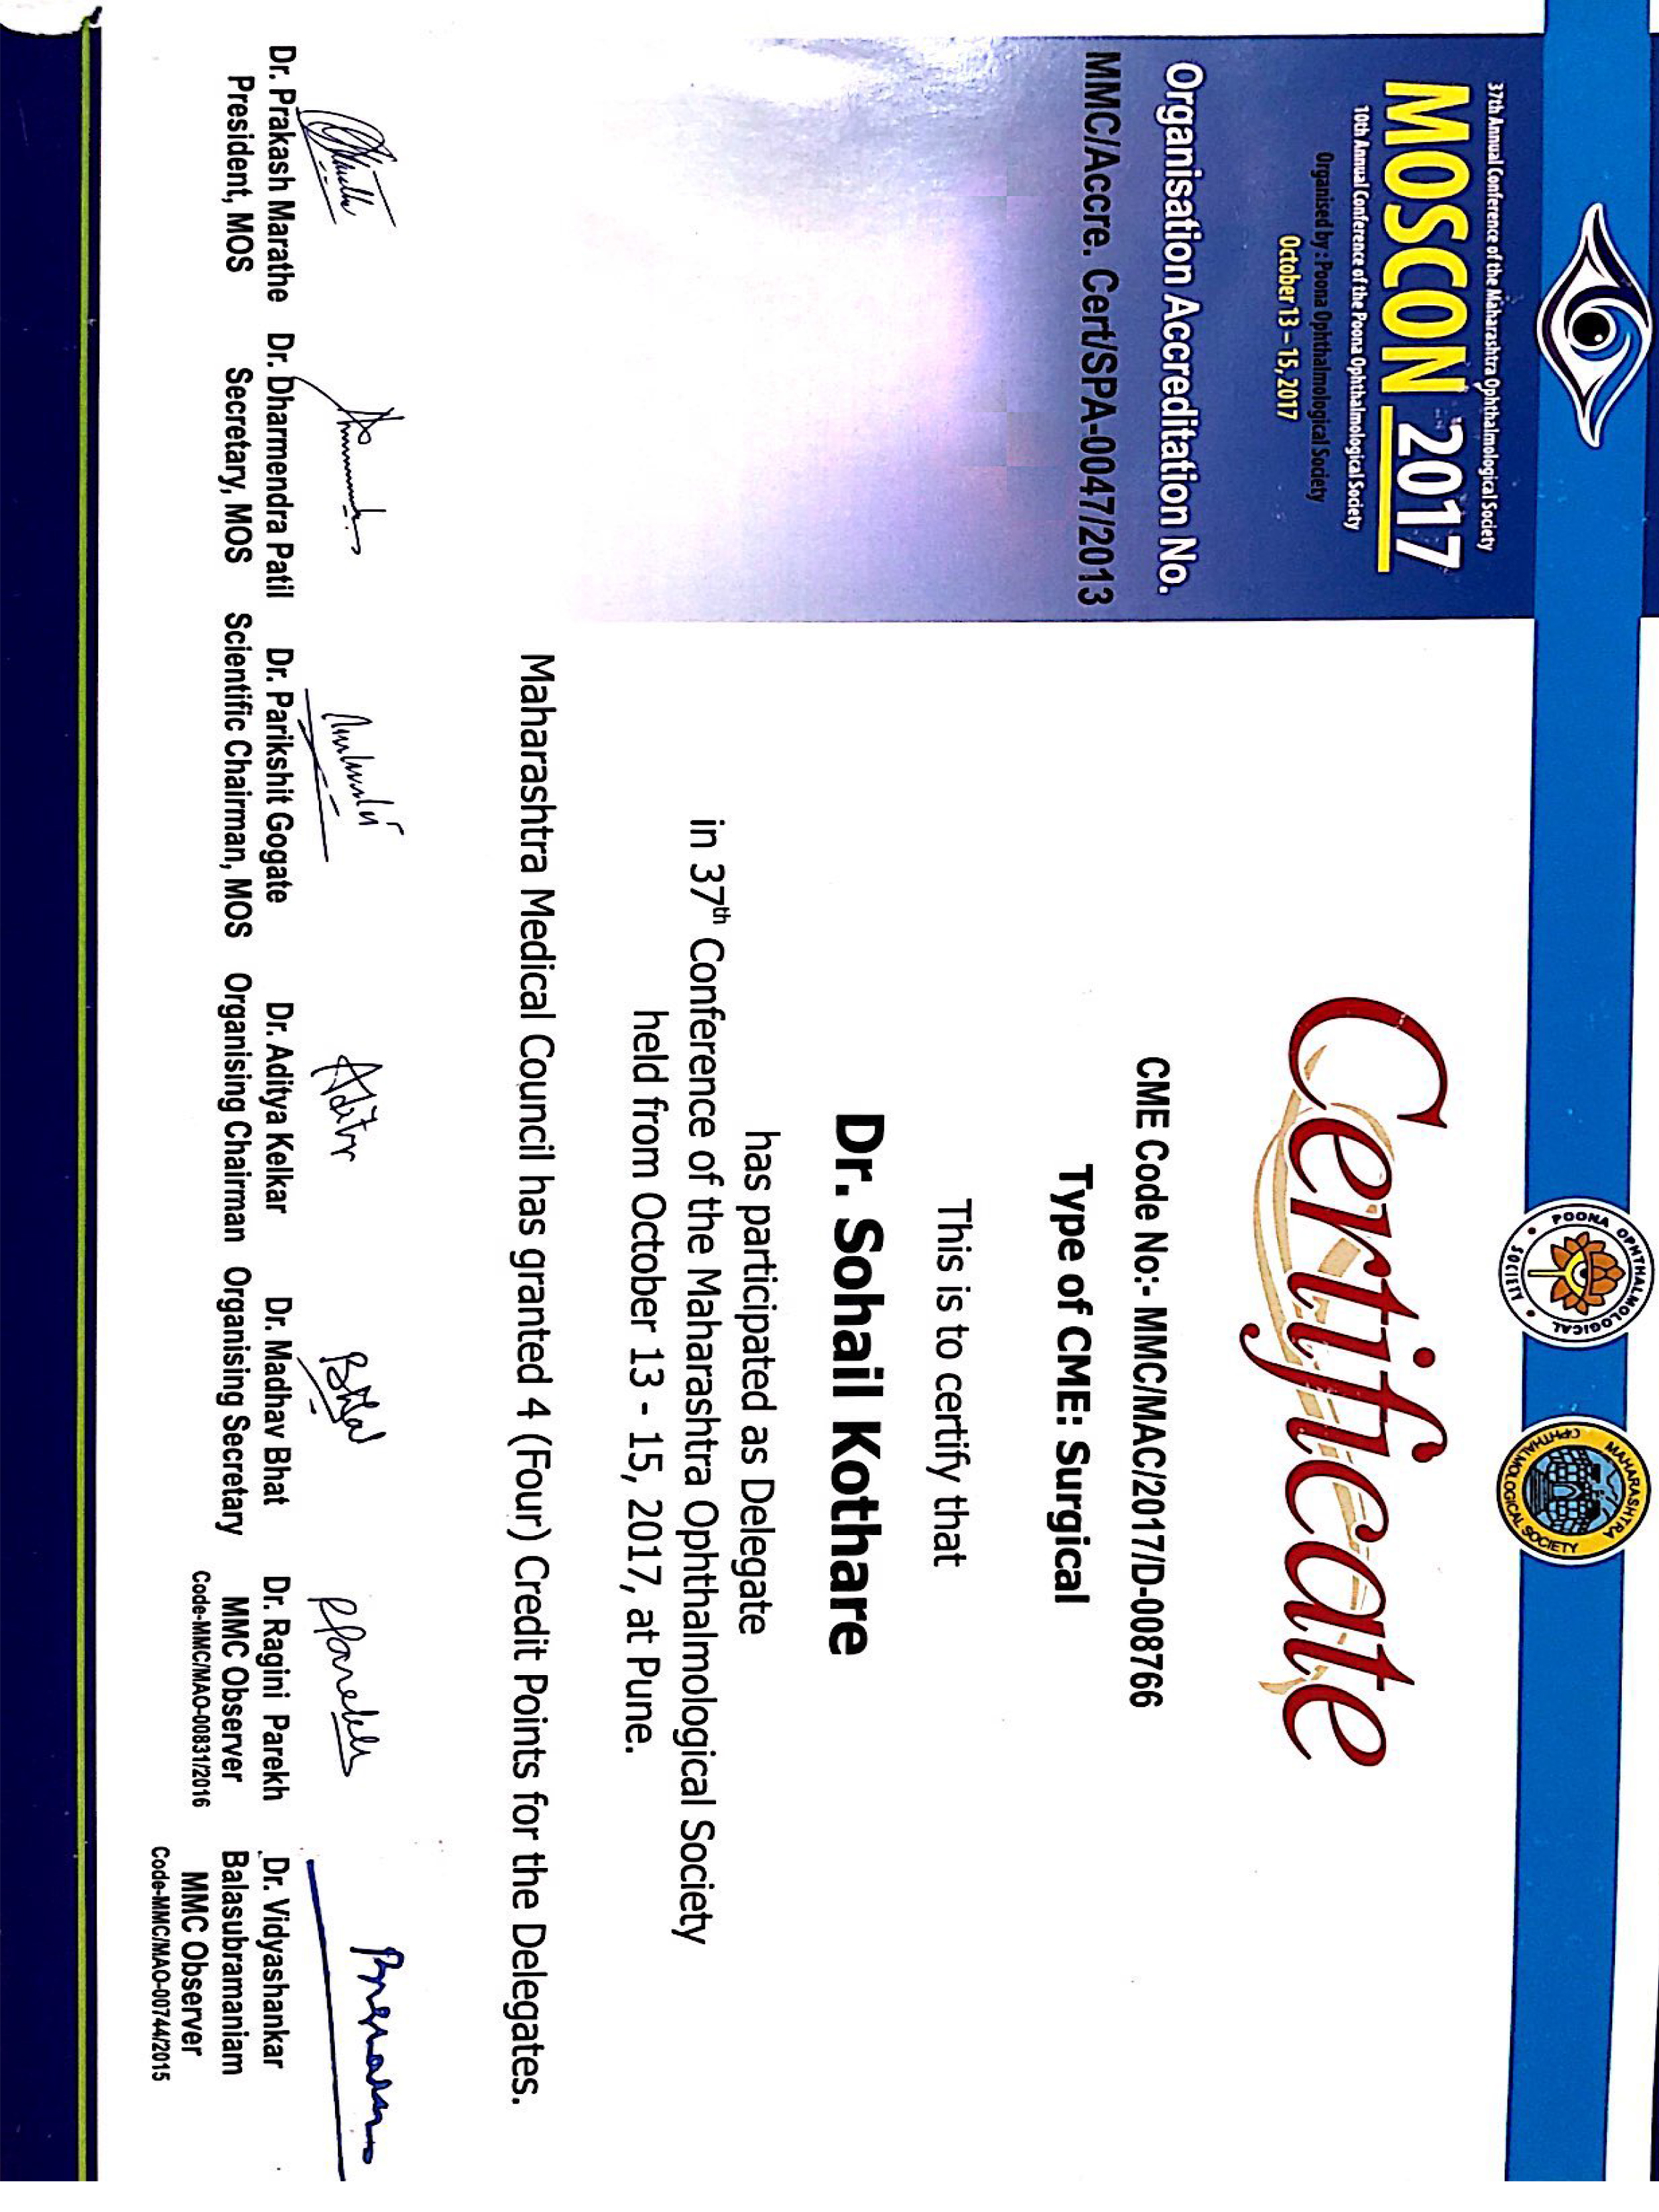 37th Annual Conference of the Maharashtra Ophthalmological Society
MOSCON 2017
10th Annual Conference of the Poona Ophthalmological Society
Organised by : Poona Ophthalmological Society
October 13 – 15, 2017
Organisation Accreditation No.
MMC/Accre. Cert/SPA-0047/2013
POONA OPHTHALMOLOGICAL
SOCIETY
MAHARASHTRA
OPHTHALMOLOGICAL SOCIETY
Certificate
CME Code No:- MMC/MAC/2017/D-008766
Type of CME: Surgical
This is to certify that
Dr. Sohail Kothare
has participated as Delegate
in 37th Conference of the Maharashtra Ophthalmological Society
held from October 13 - 15, 2017, at Pune.
Maharashtra Medical Council has granted 4 (Four) Credit Points for the Delegates.
Dr. Prakash Marathe
President, MOS
Dr. Dharmendra Patil
Secretary, MOS
Dr. Parikshit Gogate
Scientific Chairman, MOS
Aditya
Dr. Aditya Kelkar
Organising Chairman
Dr. Madhav Bhat
Organising Secretary
Dr. Ragini Parekh
MMC Observer
Code-MMC/MAO-00831/2016
Dr. Vidyashankar
Balasubramaniam
MMC Observer
Code-MMC/MAO-00744/2015